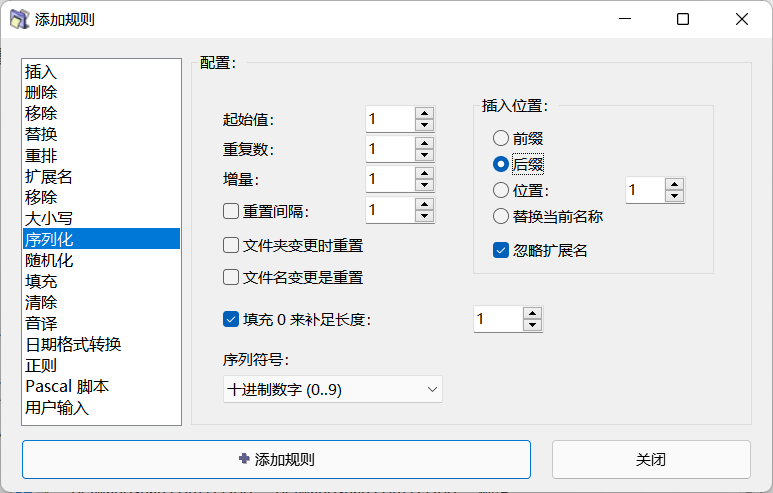 添加规则
插入
删除
移除
替换
重排
扩展名
移除
大小写
序列化
随机化
填充
清除
音译
日期格式转换
正则
Pascal 脚本
用户输入
配置：
起始值： 1
重复数： 1
增量： 1
重置间隔： 1
文件夹变更时重置
文件名变更是重置
填充 0 来补足长度： 1
序列符号：
十进制数字 (0..9)
插入位置：
前缀
后缀
位置： 1
替换当前名称
忽略扩展名
添加规则
关闭